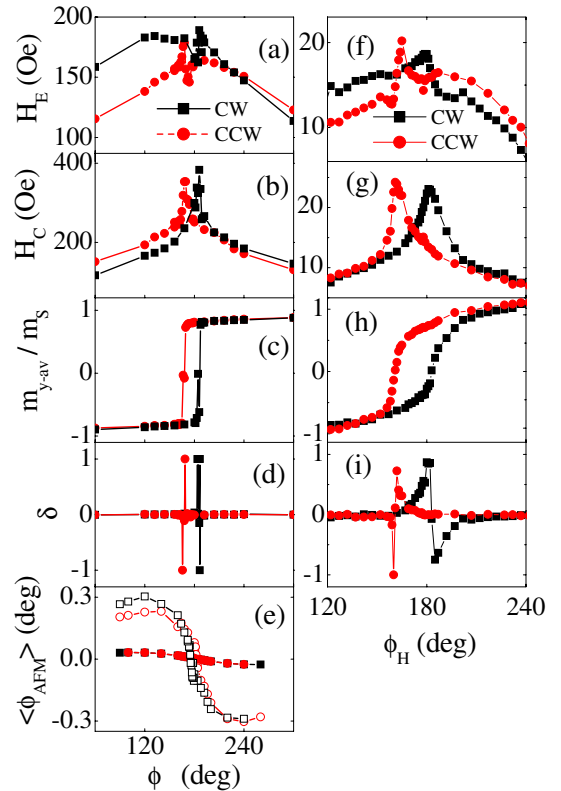 H_E (Oe)
200
150
100
(a)
CW
CCW
20
15
10
(f)
CW
CCW
H_C (Oe)
400
200
(b)
20
10
(g)
m_y-av / m_S
1
0
-1
(c)
1
0
-1
(h)
δ
1
0
-1
(d)
1
0
-1
(i)
120 180 240
ϕ_H (deg)
<ϕ_AFM> (deg)
0.3
0.0
-0.3
(e)
120 240
ϕ (deg)